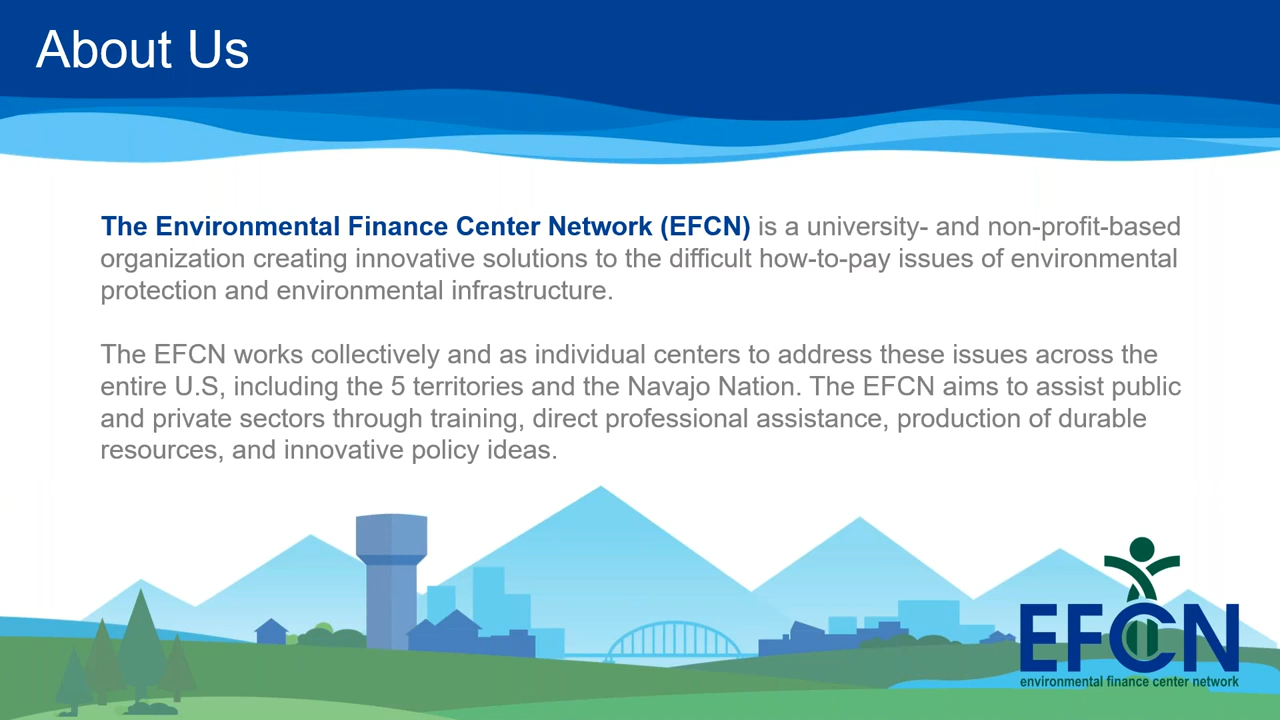 About Us
The Environmental Finance Center Network (EFCN) is a university- and non-profit-based
organization creating innovative solutions to the difficult how-to-pay issues of environmental
protection and environmental infrastructure.
The EFCN works collectively and as individual centers to address these issues across the
entire U.S, including the 5 territories and the Navajo Nation. The EFCN aims to assist public
and private sectors through training, direct professional assistance, production of durable
resources, and innovative policy ideas.
EFCN
environmental finance center network